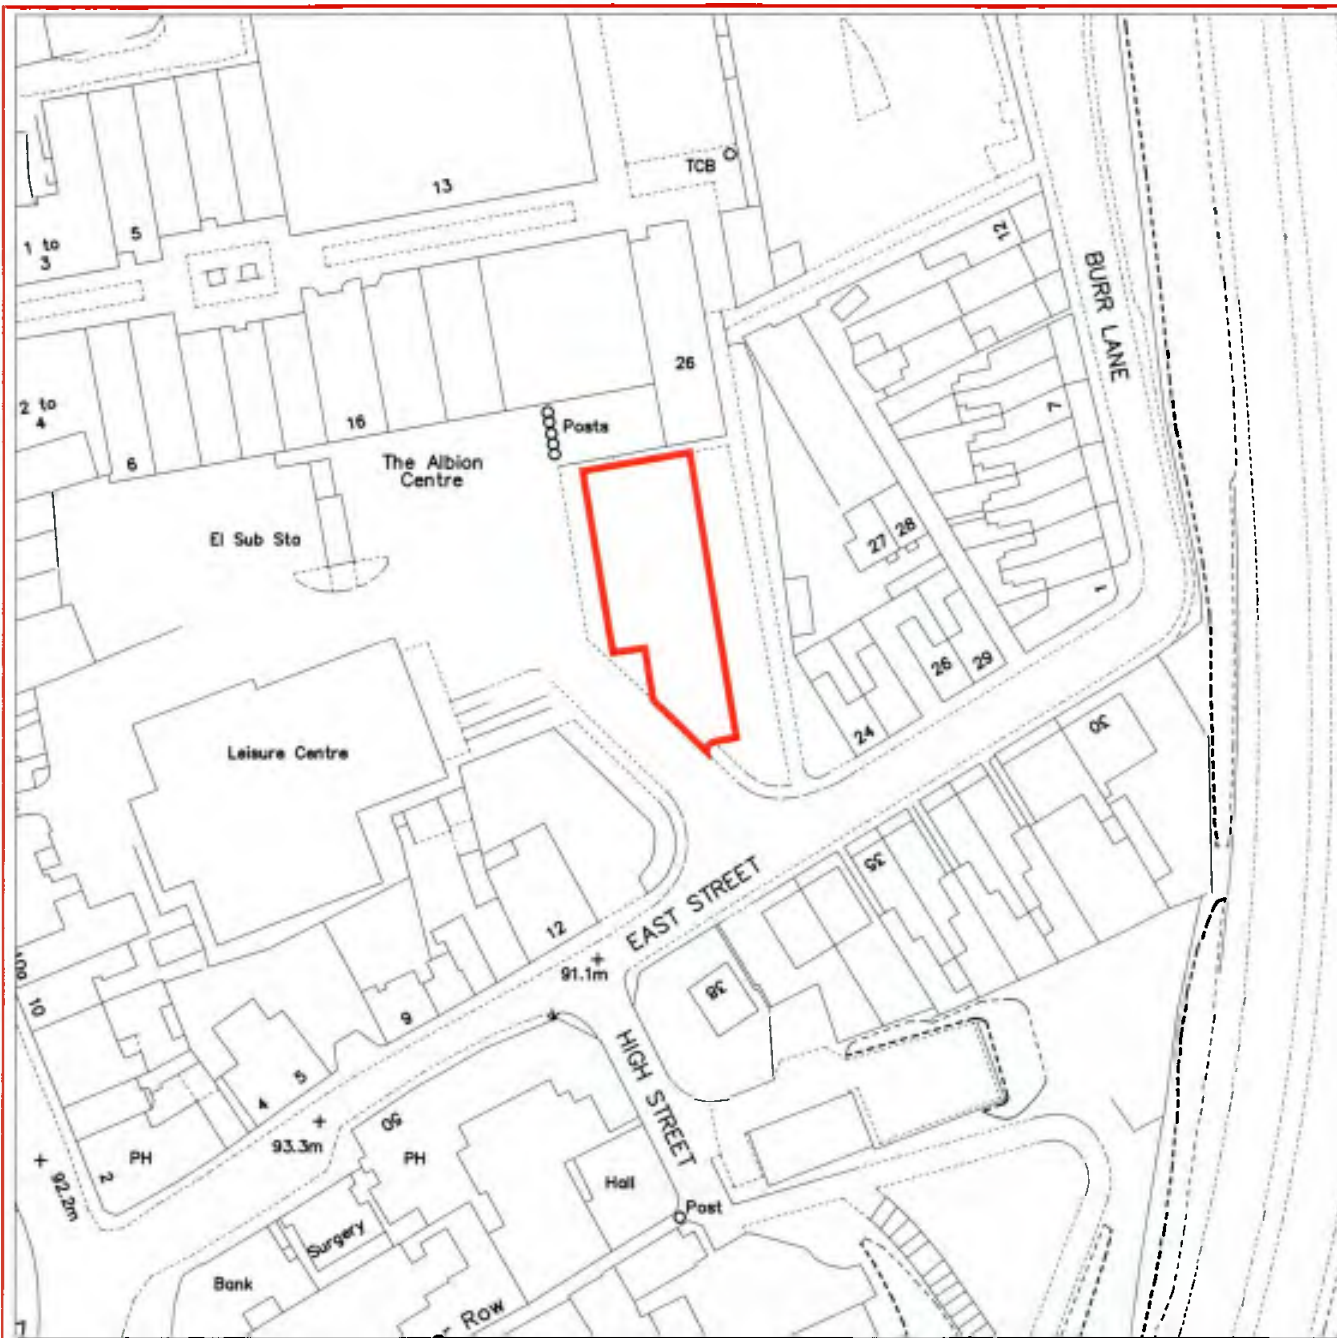 TCB
13
1 to
3
5
12
BURR LANE
26
2 to
4
16
6
Posts
7
The Albion
Centre
El Sub Sta
27
28
1
26
29
24
30
Leisure Centre
35
EAST STREET
12
91.1m
38
10
9
HIGH STREET
5
4
93.3m
50
PH
PH
2
92.2m
Hall
Post
Surgery
Bank
Row